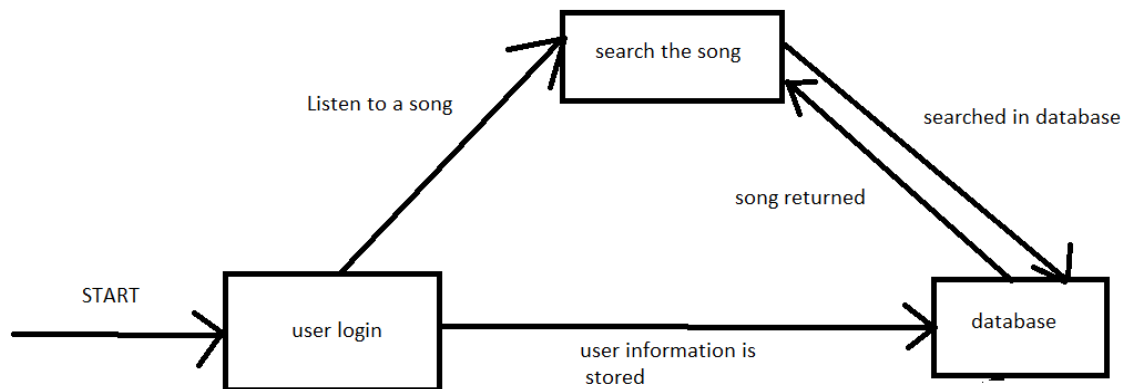 search the song
Listen to a song
searched in database
song returned
START
user login
database
user information is
stored